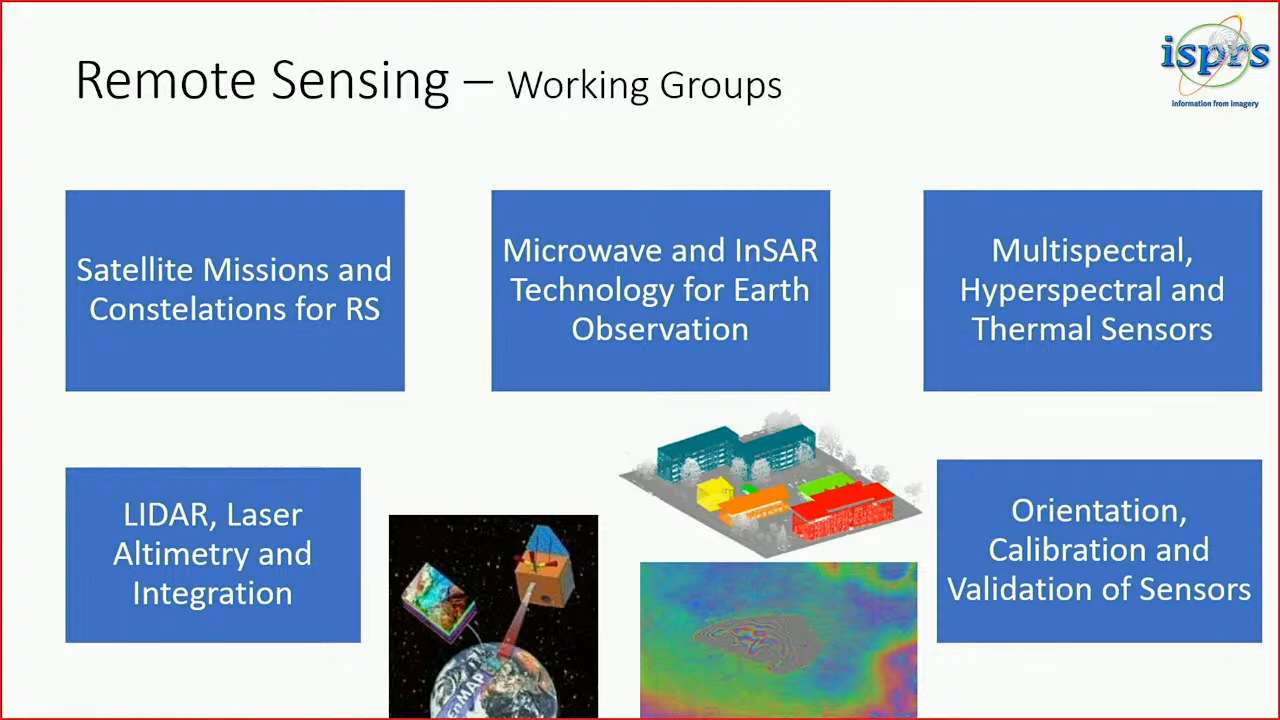 Remote Sensing – Working Groups
isprs
information from imagery
Satellite Missions and
Constelations for RS
Microwave and InSAR
Technology for Earth
Observation
Multispectral,
Hyperspectral and
Thermal Sensors
LIDAR, Laser
Altimetry and
Integration
Orientation,
Calibration and
Validation of Sensors